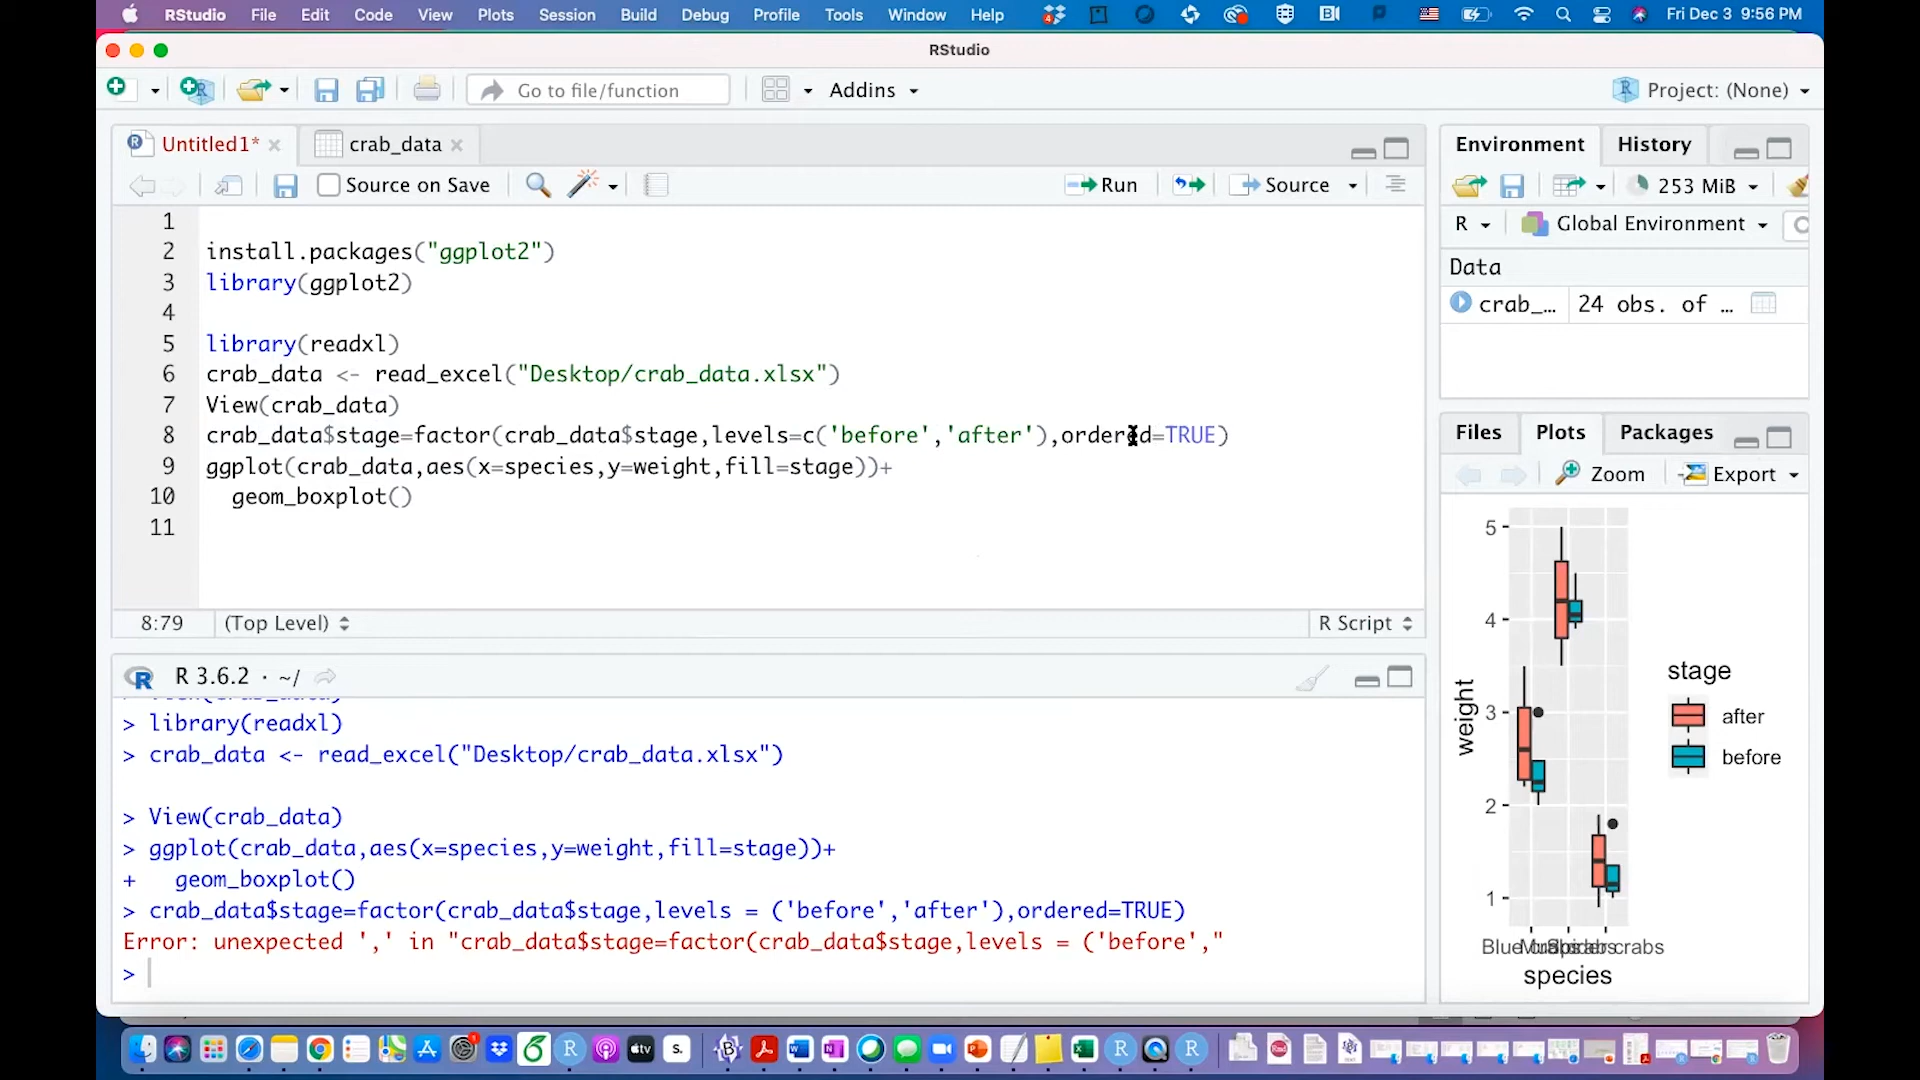 RStudio File Edit Code View Plots Session Build Debug Profile Tools Window Help Fri Dec 3 9:56 PM
RStudio
Go to file/function Addins Project: (None)
Untitled1* crab_data
Source on Save Run Source
1
2 install.packages("ggplot2")
3 library(ggplot2)
4
5 library(readxl)
6 crab_data <- read_excel("Desktop/crab_data.xlsx")
7 View(crab_data)
8 crab_data$stage=factor(crab_data$stage,levels=c('before','after'),ordered=TRUE)
9 ggplot(crab_data,aes(x=species,y=weight,fill=stage))+
10 geom_boxplot()
11
8:79 (Top Level) R Script
R 3.6.2 · ~/
> library(readxl)
> crab_data <- read_excel("Desktop/crab_data.xlsx")
> View(crab_data)
> ggplot(crab_data,aes(x=species,y=weight,fill=stage))+
+ geom_boxplot()
> crab_data$stage=factor(crab_data$stage,levels = ('before','after'),ordered=TRUE)
Error: unexpected ',' in "crab_data$stage=factor(crab_data$stage,levels = ('before',"
>
Environment History
253 MiB
R Global Environment
Data
crab_… 24 obs. of …
Files Plots Packages
Zoom Export
5
4
3
2
1
weight
species
stage
after
before